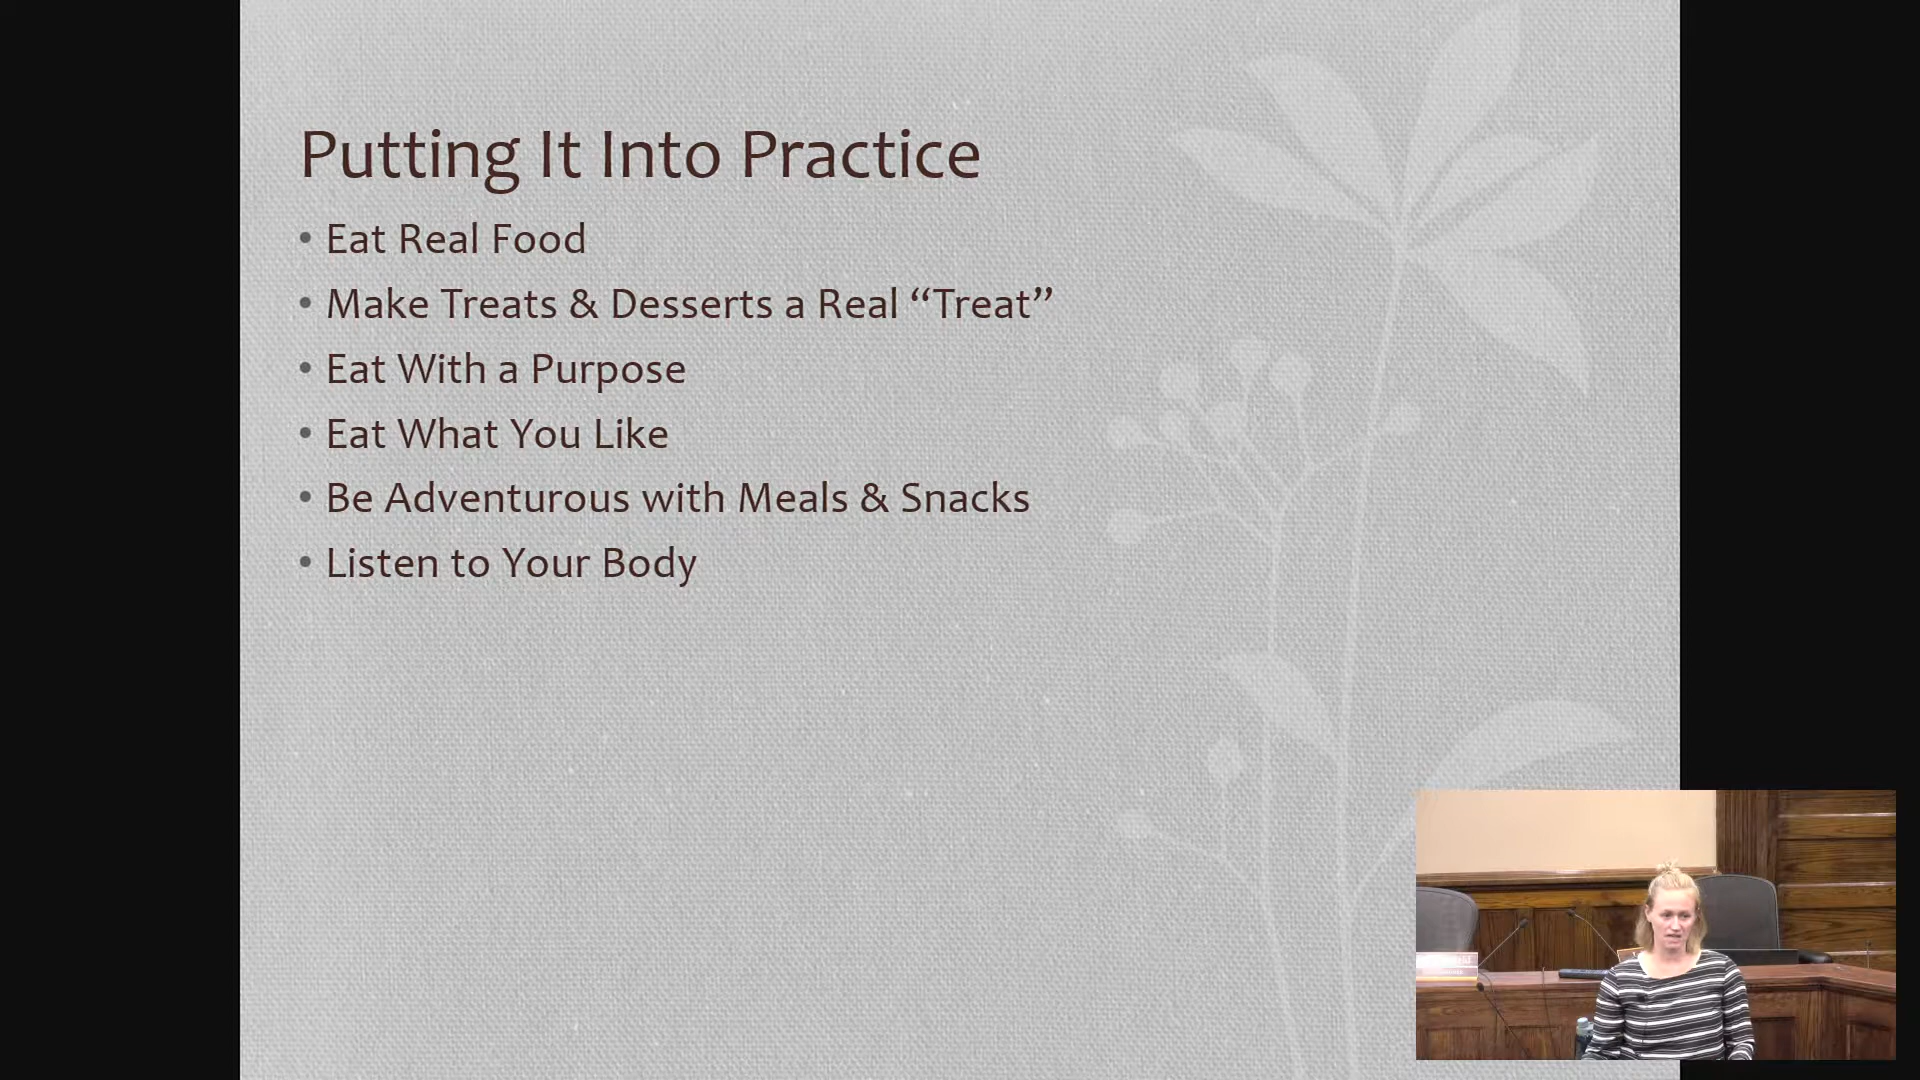 Putting It Into Practice
• Eat Real Food
• Make Treats & Desserts a Real “Treat”
• Eat With a Purpose
• Eat What You Like
• Be Adventurous with Meals & Snacks
• Listen to Your Body